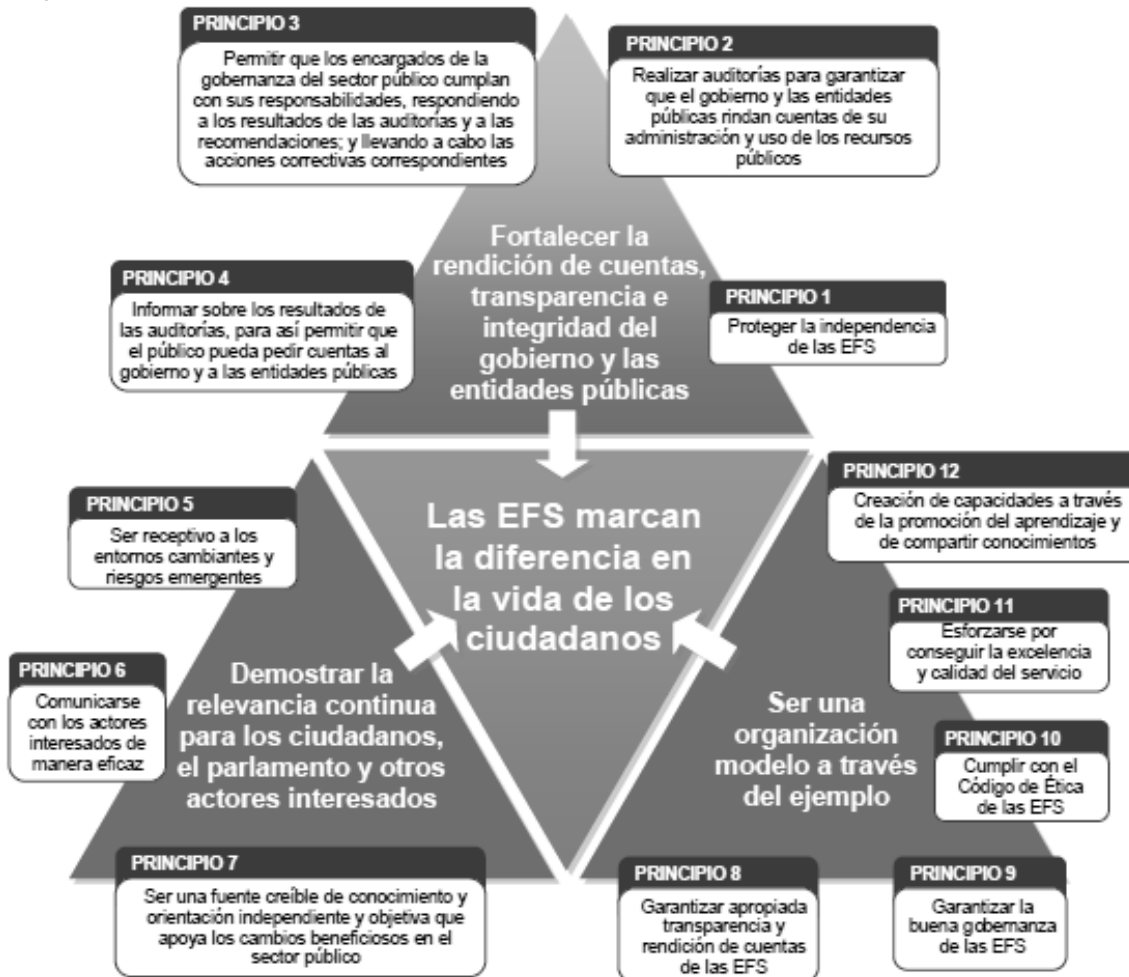 PRINCIPIO 3
Permitir que los encargados de la
gobernanza del sector público cumplan
con sus responsabilidades, respondiendo
a los resultados de las auditorías y a las
recomendaciones; y llevando a cabo las
acciones correctivas correspondientes
PRINCIPIO 2
Realizar auditorías para garantizar
que el gobierno y las entidades
públicas rindan cuentas de su
administración y uso de los recursos
públicos
Fortalecer la
rendición de cuentas,
transparencia e
integridad del
gobierno y las
entidades públicas
PRINCIPIO 4
Informar sobre los resultados de
las auditorías, para así permitir que
el público pueda pedir cuentas al
gobierno y a las entidades públicas
PRINCIPIO 1
Proteger la independencia
de las EFS
PRINCIPIO 5
Ser receptivo a los
entornos cambiantes y
riesgos emergentes
Las EFS marcan
la diferencia en
la vida de los
ciudadanos
PRINCIPIO 12
Creación de capacidades a través
de la promoción del aprendizaje y
de compartir conocimientos
PRINCIPIO 11
Esforzarse por
conseguir la excelencia
y calidad del servicio
PRINCIPIO 6
Comunicarse
con los actores
interesados de
manera eficaz
Demostrar la
relevancia continua
para los ciudadanos,
el parlamento y otros
actores interesados
Ser una
organización
modelo a través
del ejemplo
PRINCIPIO 10
Cumplir con el
Código de Ética
de las EFS
PRINCIPIO 7
Ser una fuente creíble de conocimiento y
orientación independiente y objetiva que
apoya los cambios beneficiosos en el
sector público
PRINCIPIO 8
Garantizar apropiada
transparencia y
rendición de cuentas
de las EFS
PRINCIPIO 9
Garantizar la
buena gobernanza
de las EFS